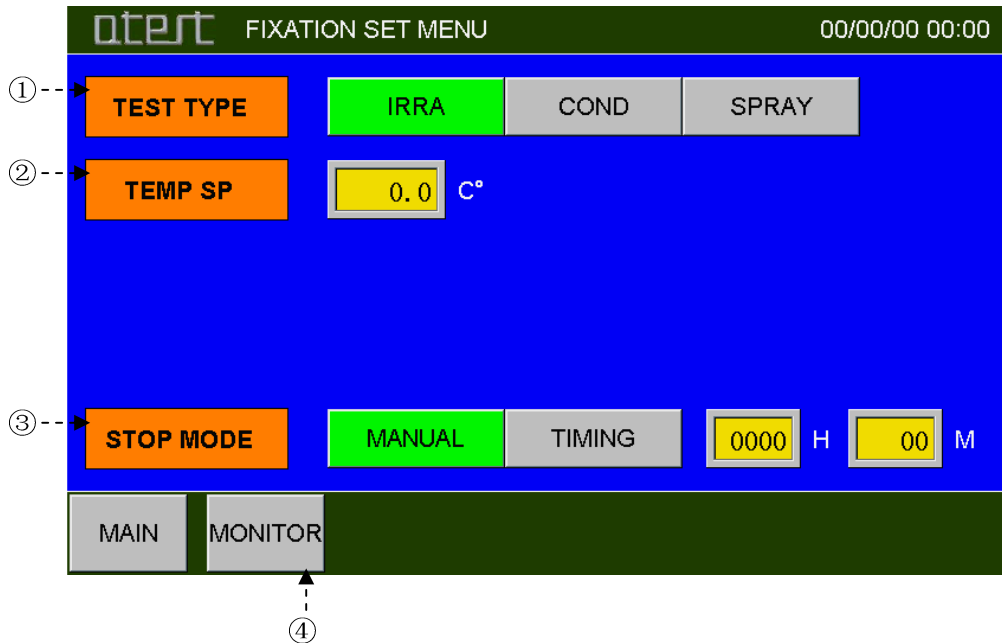 atest FIXATION SET MENU 00/00/00 00:00
① TEST TYPE IRRA COND SPRAY
② TEMP SP 0.0 C°
③ STOP MODE MANUAL TIMING 0000 H 00 M
MAIN MONITOR
④